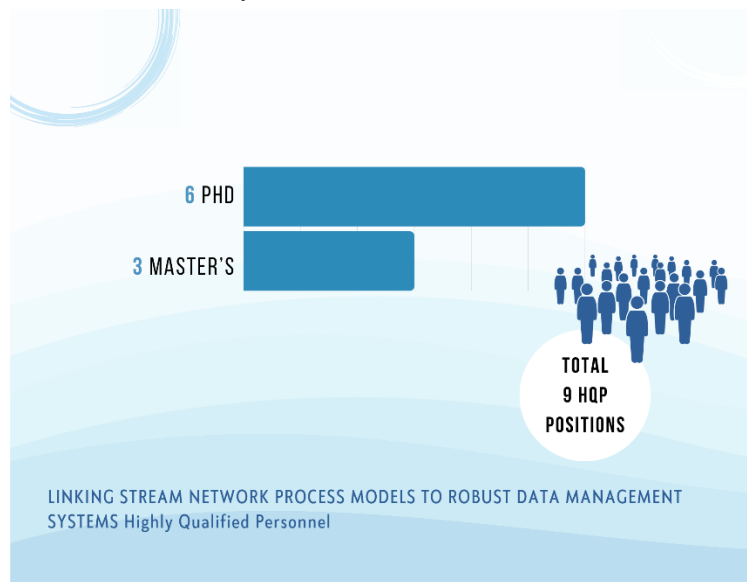 6 PHD
3 MASTER'S
TOTAL
9 HQP
POSITIONS
LINKING STREAM NETWORK PROCESS MODELS TO ROBUST DATA MANAGEMENT
SYSTEMS Highly Qualified Personnel